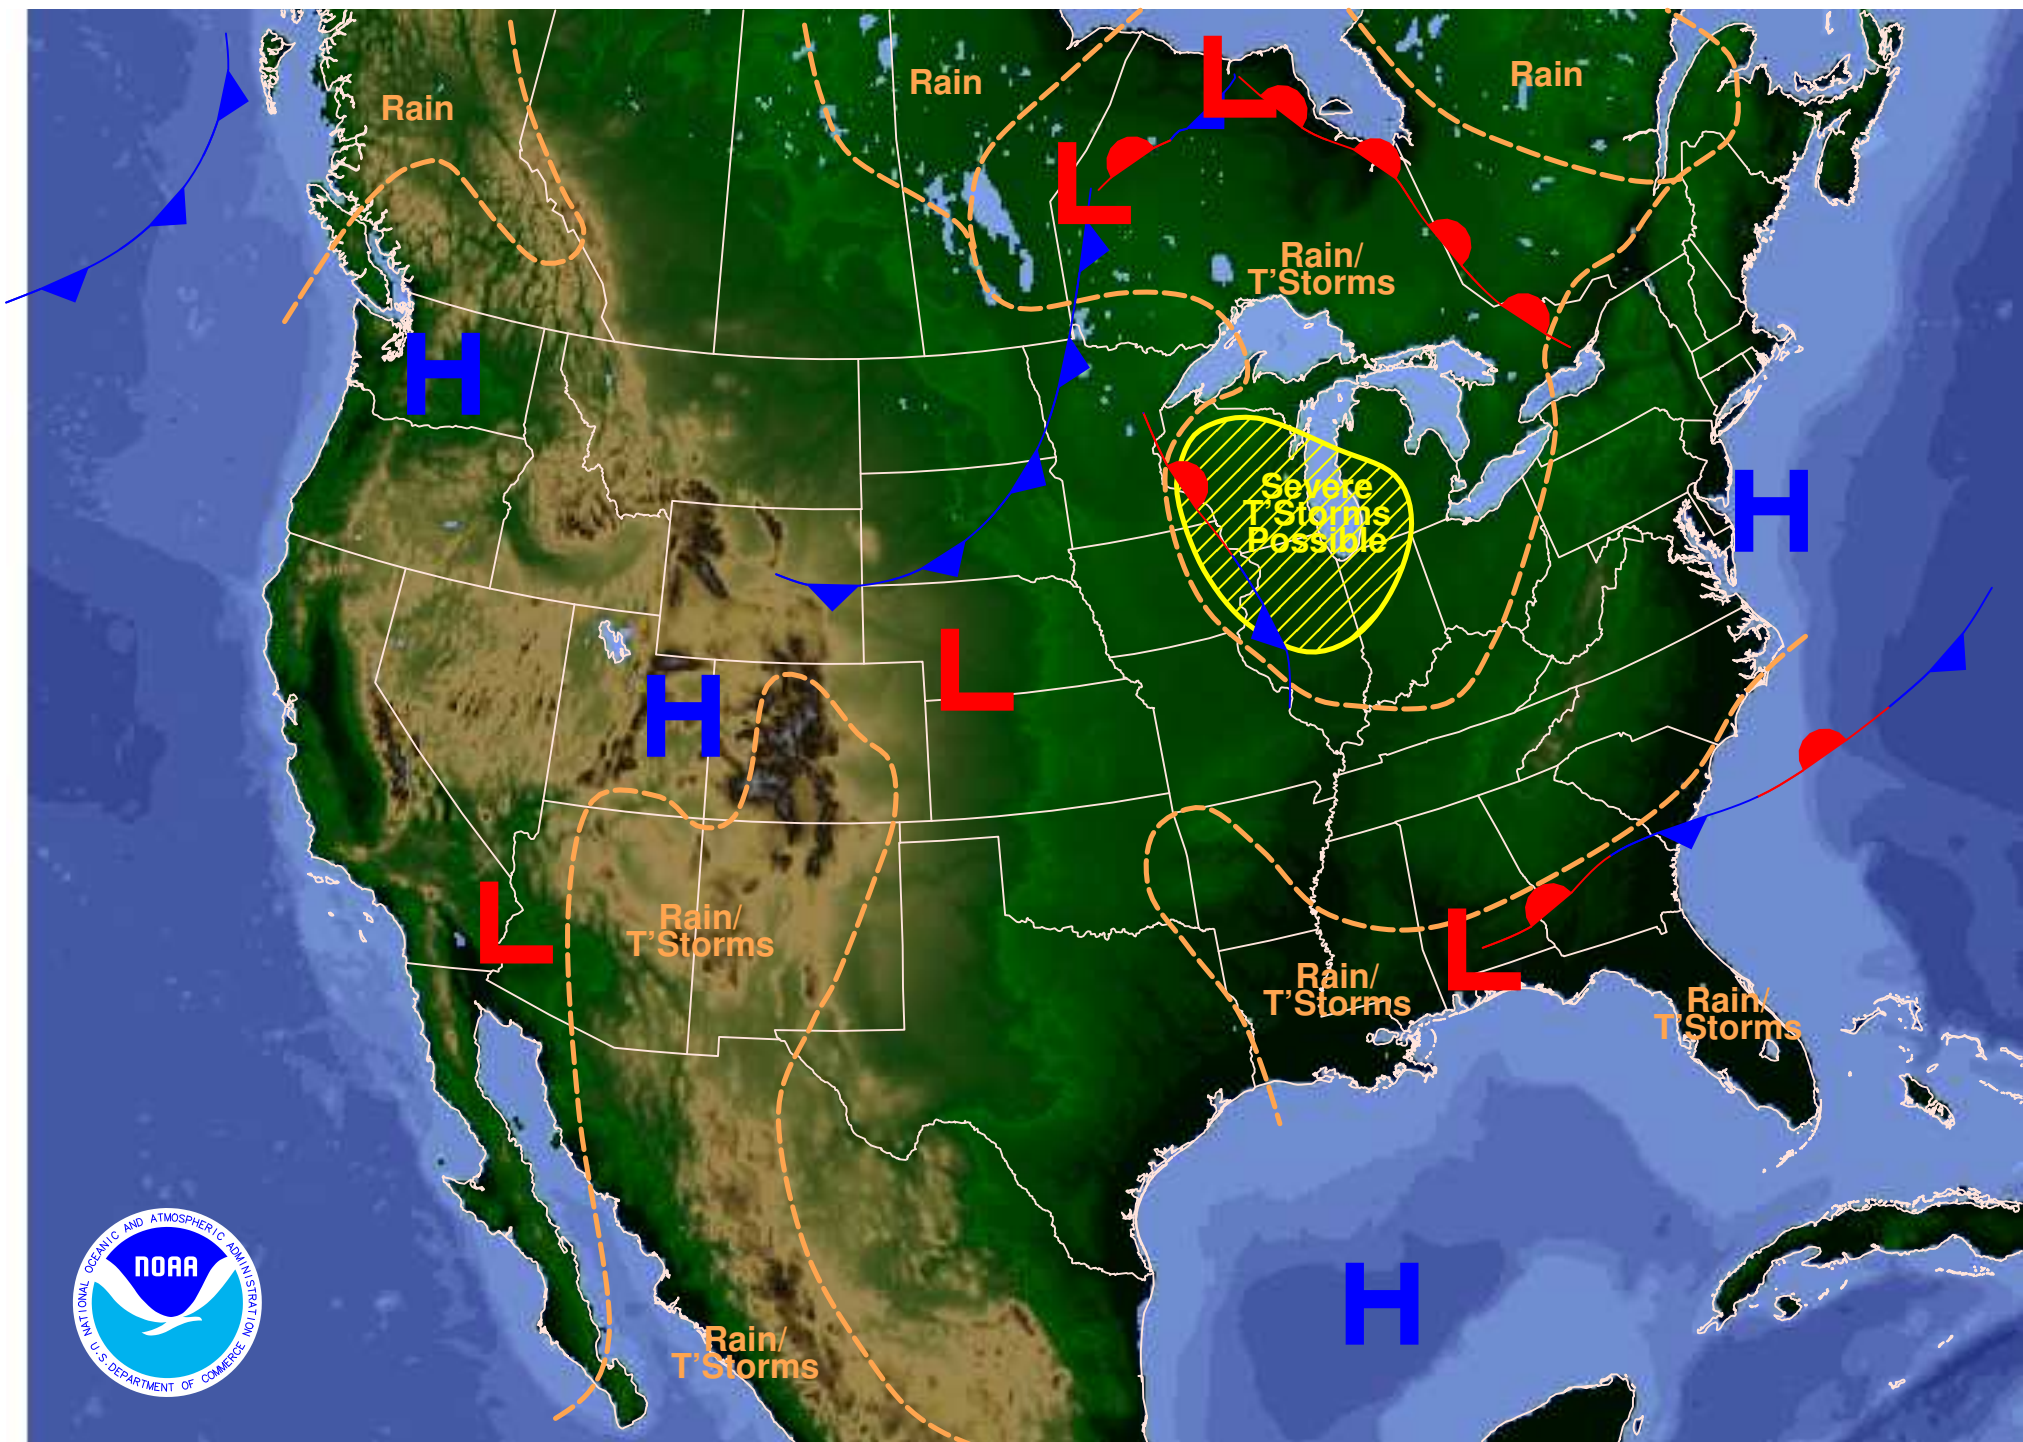 Rain
Rain
Rain
L
L
Rain/
T'Storms
H
Severe
T'Storms
Possible
H
L
H
L
Rain/
T'Storms
L
Rain/
T'Storms
Rain/
T'Storms
H
Rain/
T'Storms
NATIONAL OCEANIC AND ATMOSPHERIC ADMINISTRATION
NOAA
U.S. DEPARTMENT OF COMMERCE